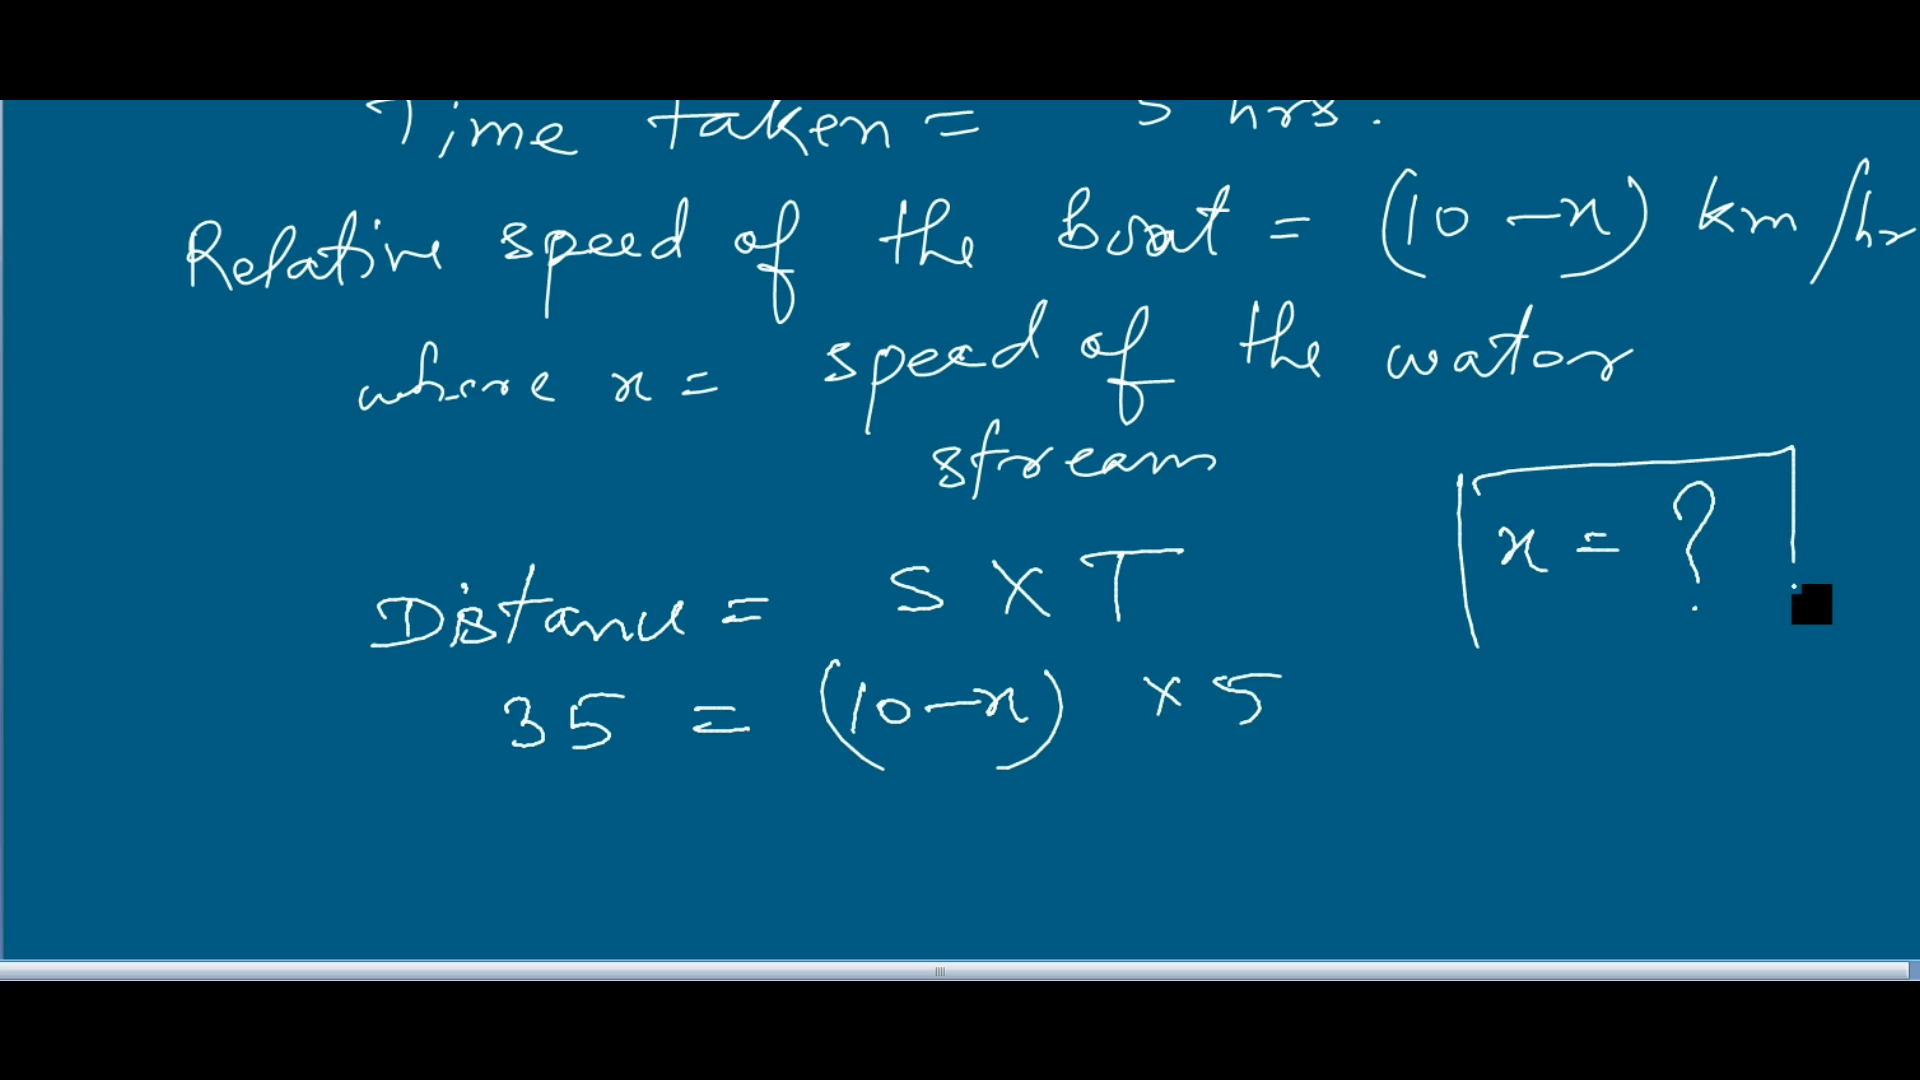 Time taken = 5 hrs.
Relative speed of the boat = (10 - x) km/hr
where x = speed of the water
stream
x = ?
Distance = S X T
35 = (10-x) × 5